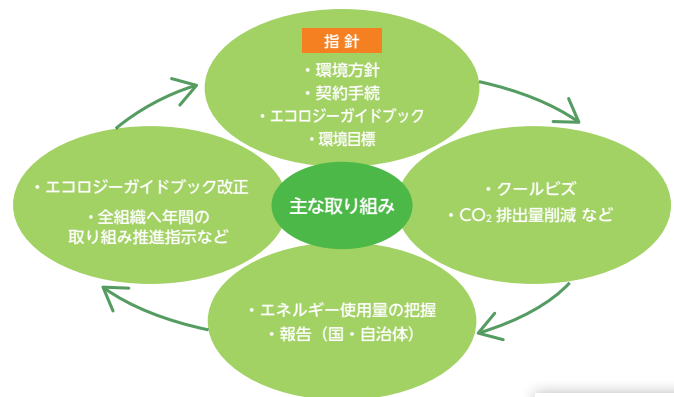 指針
・環境方針
・契約手続
・エコロジーガイドブック
・環境目標
・クールビズ
・CO₂ 排出量削減 など
・エネルギー使用量の把握
・報告（国・自治体）
・エコロジーガイドブック改正
・全組織へ年間の
取り組み推進指示など
主な取り組み